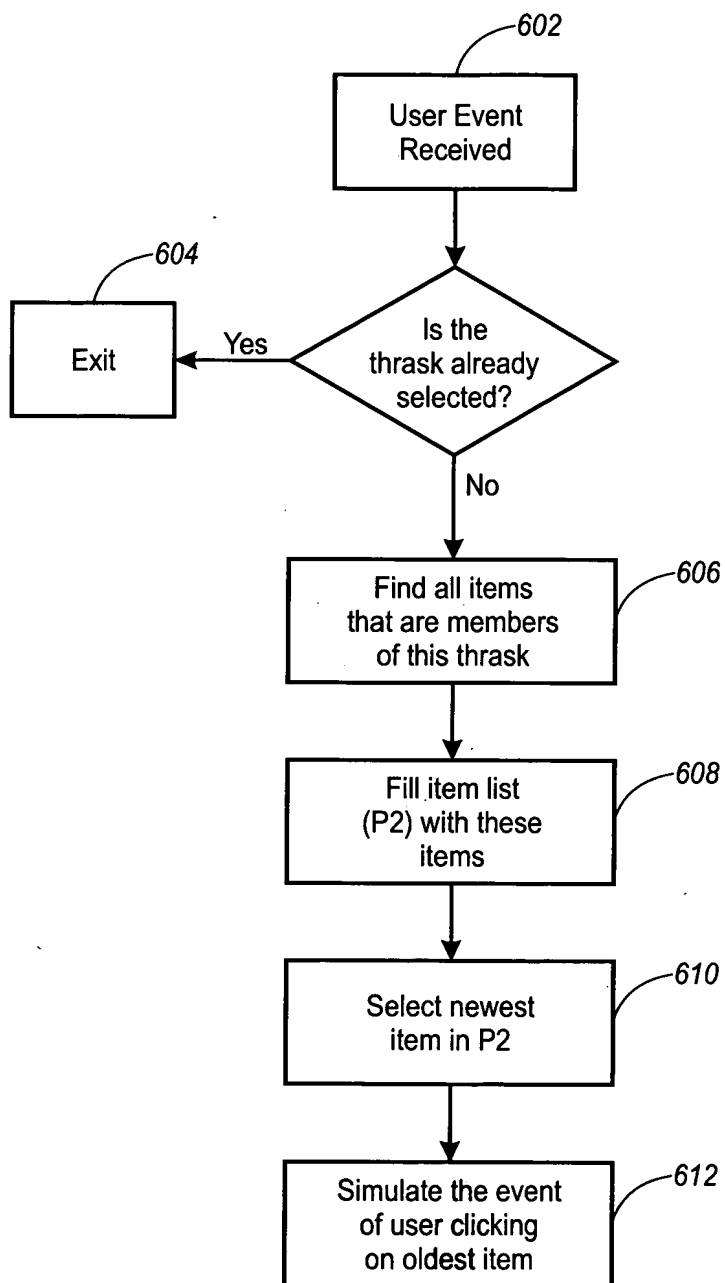 602
User Event
Received
604
Exit
Yes
Is the
thrask already
selected?
No
606
Find all items
that are members
of this thrask
608
Fill item list
(P2) with these
items
610
Select newest
item in P2
612
Simulate the event
of user clicking
on oldest item